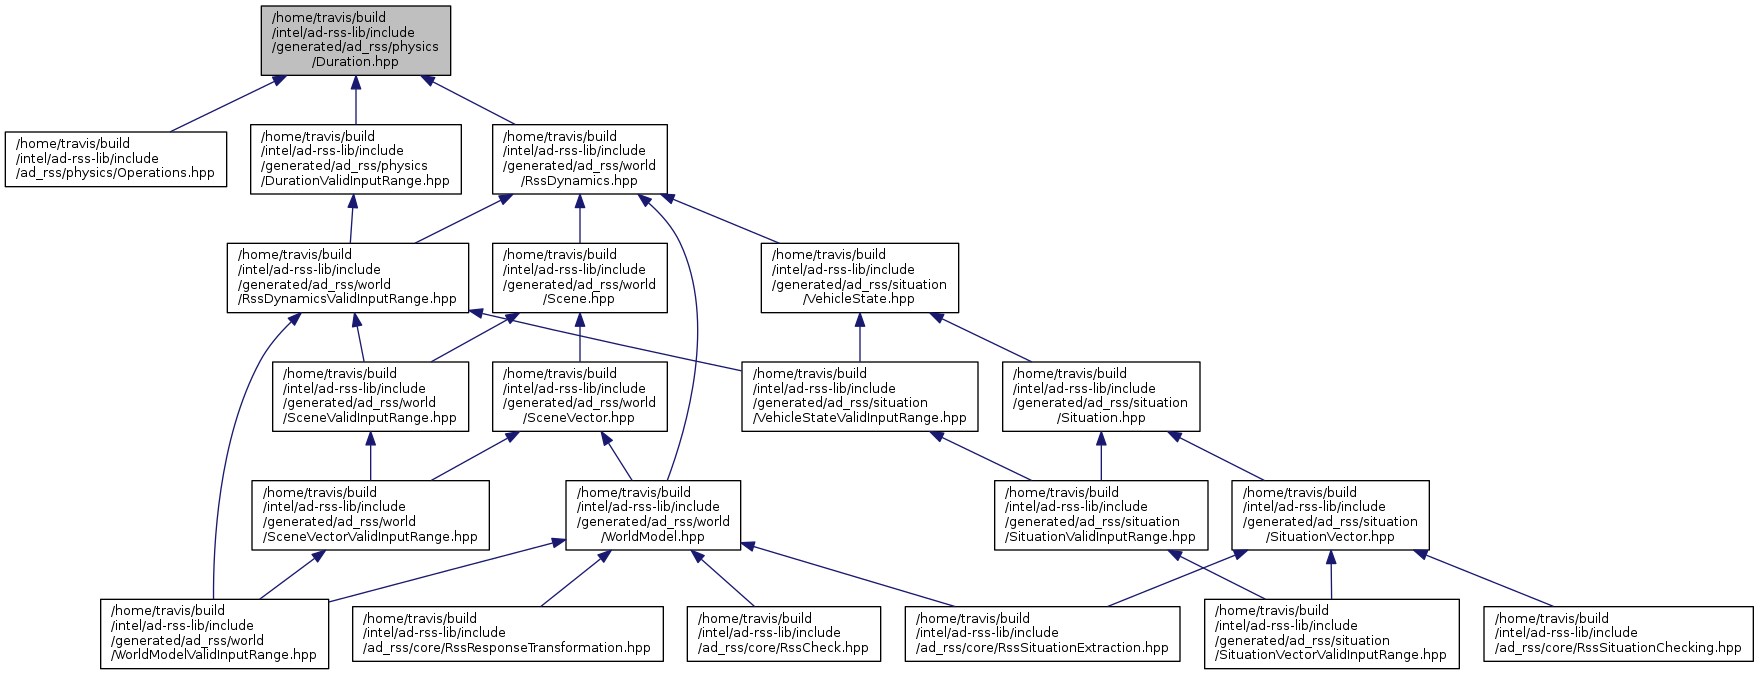 /home/travis/build
/intel/ad-rss-lib/include
/generated/ad_rss/physics
/Duration.hpp
/home/travis/build
/intel/ad-rss-lib/include
/ad_rss/physics/Operations.hpp
/home/travis/build
/intel/ad-rss-lib/include
/generated/ad_rss/physics
/DurationValidInputRange.hpp
/home/travis/build
/intel/ad-rss-lib/include
/generated/ad_rss/world
/RssDynamics.hpp
/home/travis/build
/intel/ad-rss-lib/include
/generated/ad_rss/world
/RssDynamicsValidInputRange.hpp
/home/travis/build
/intel/ad-rss-lib/include
/generated/ad_rss/world
/Scene.hpp
/home/travis/build
/intel/ad-rss-lib/include
/generated/ad_rss/situation
/VehicleState.hpp
/home/travis/build
/intel/ad-rss-lib/include
/generated/ad_rss/world
/SceneValidInputRange.hpp
/home/travis/build
/intel/ad-rss-lib/include
/generated/ad_rss/world
/SceneVector.hpp
/home/travis/build
/intel/ad-rss-lib/include
/generated/ad_rss/situation
/VehicleStateValidInputRange.hpp
/home/travis/build
/intel/ad-rss-lib/include
/generated/ad_rss/situation
/Situation.hpp
/home/travis/build
/intel/ad-rss-lib/include
/generated/ad_rss/world
/SceneVectorValidInputRange.hpp
/home/travis/build
/intel/ad-rss-lib/include
/generated/ad_rss/world
/WorldModel.hpp
/home/travis/build
/intel/ad-rss-lib/include
/generated/ad_rss/situation
/SituationValidInputRange.hpp
/home/travis/build
/intel/ad-rss-lib/include
/generated/ad_rss/situation
/SituationVector.hpp
/home/travis/build
/intel/ad-rss-lib/include
/generated/ad_rss/world
/WorldModelValidInputRange.hpp
/home/travis/build
/intel/ad-rss-lib/include
/ad_rss/core/RssResponseTransformation.hpp
/home/travis/build
/intel/ad-rss-lib/include
/ad_rss/core/RssCheck.hpp
/home/travis/build
/intel/ad-rss-lib/include
/ad_rss/core/RssSituationExtraction.hpp
/home/travis/build
/intel/ad-rss-lib/include
/generated/ad_rss/situation
/SituationVectorValidInputRange.hpp
/home/travis/build
/intel/ad-rss-lib/include
/ad_rss/core/RssSituationChecking.hpp